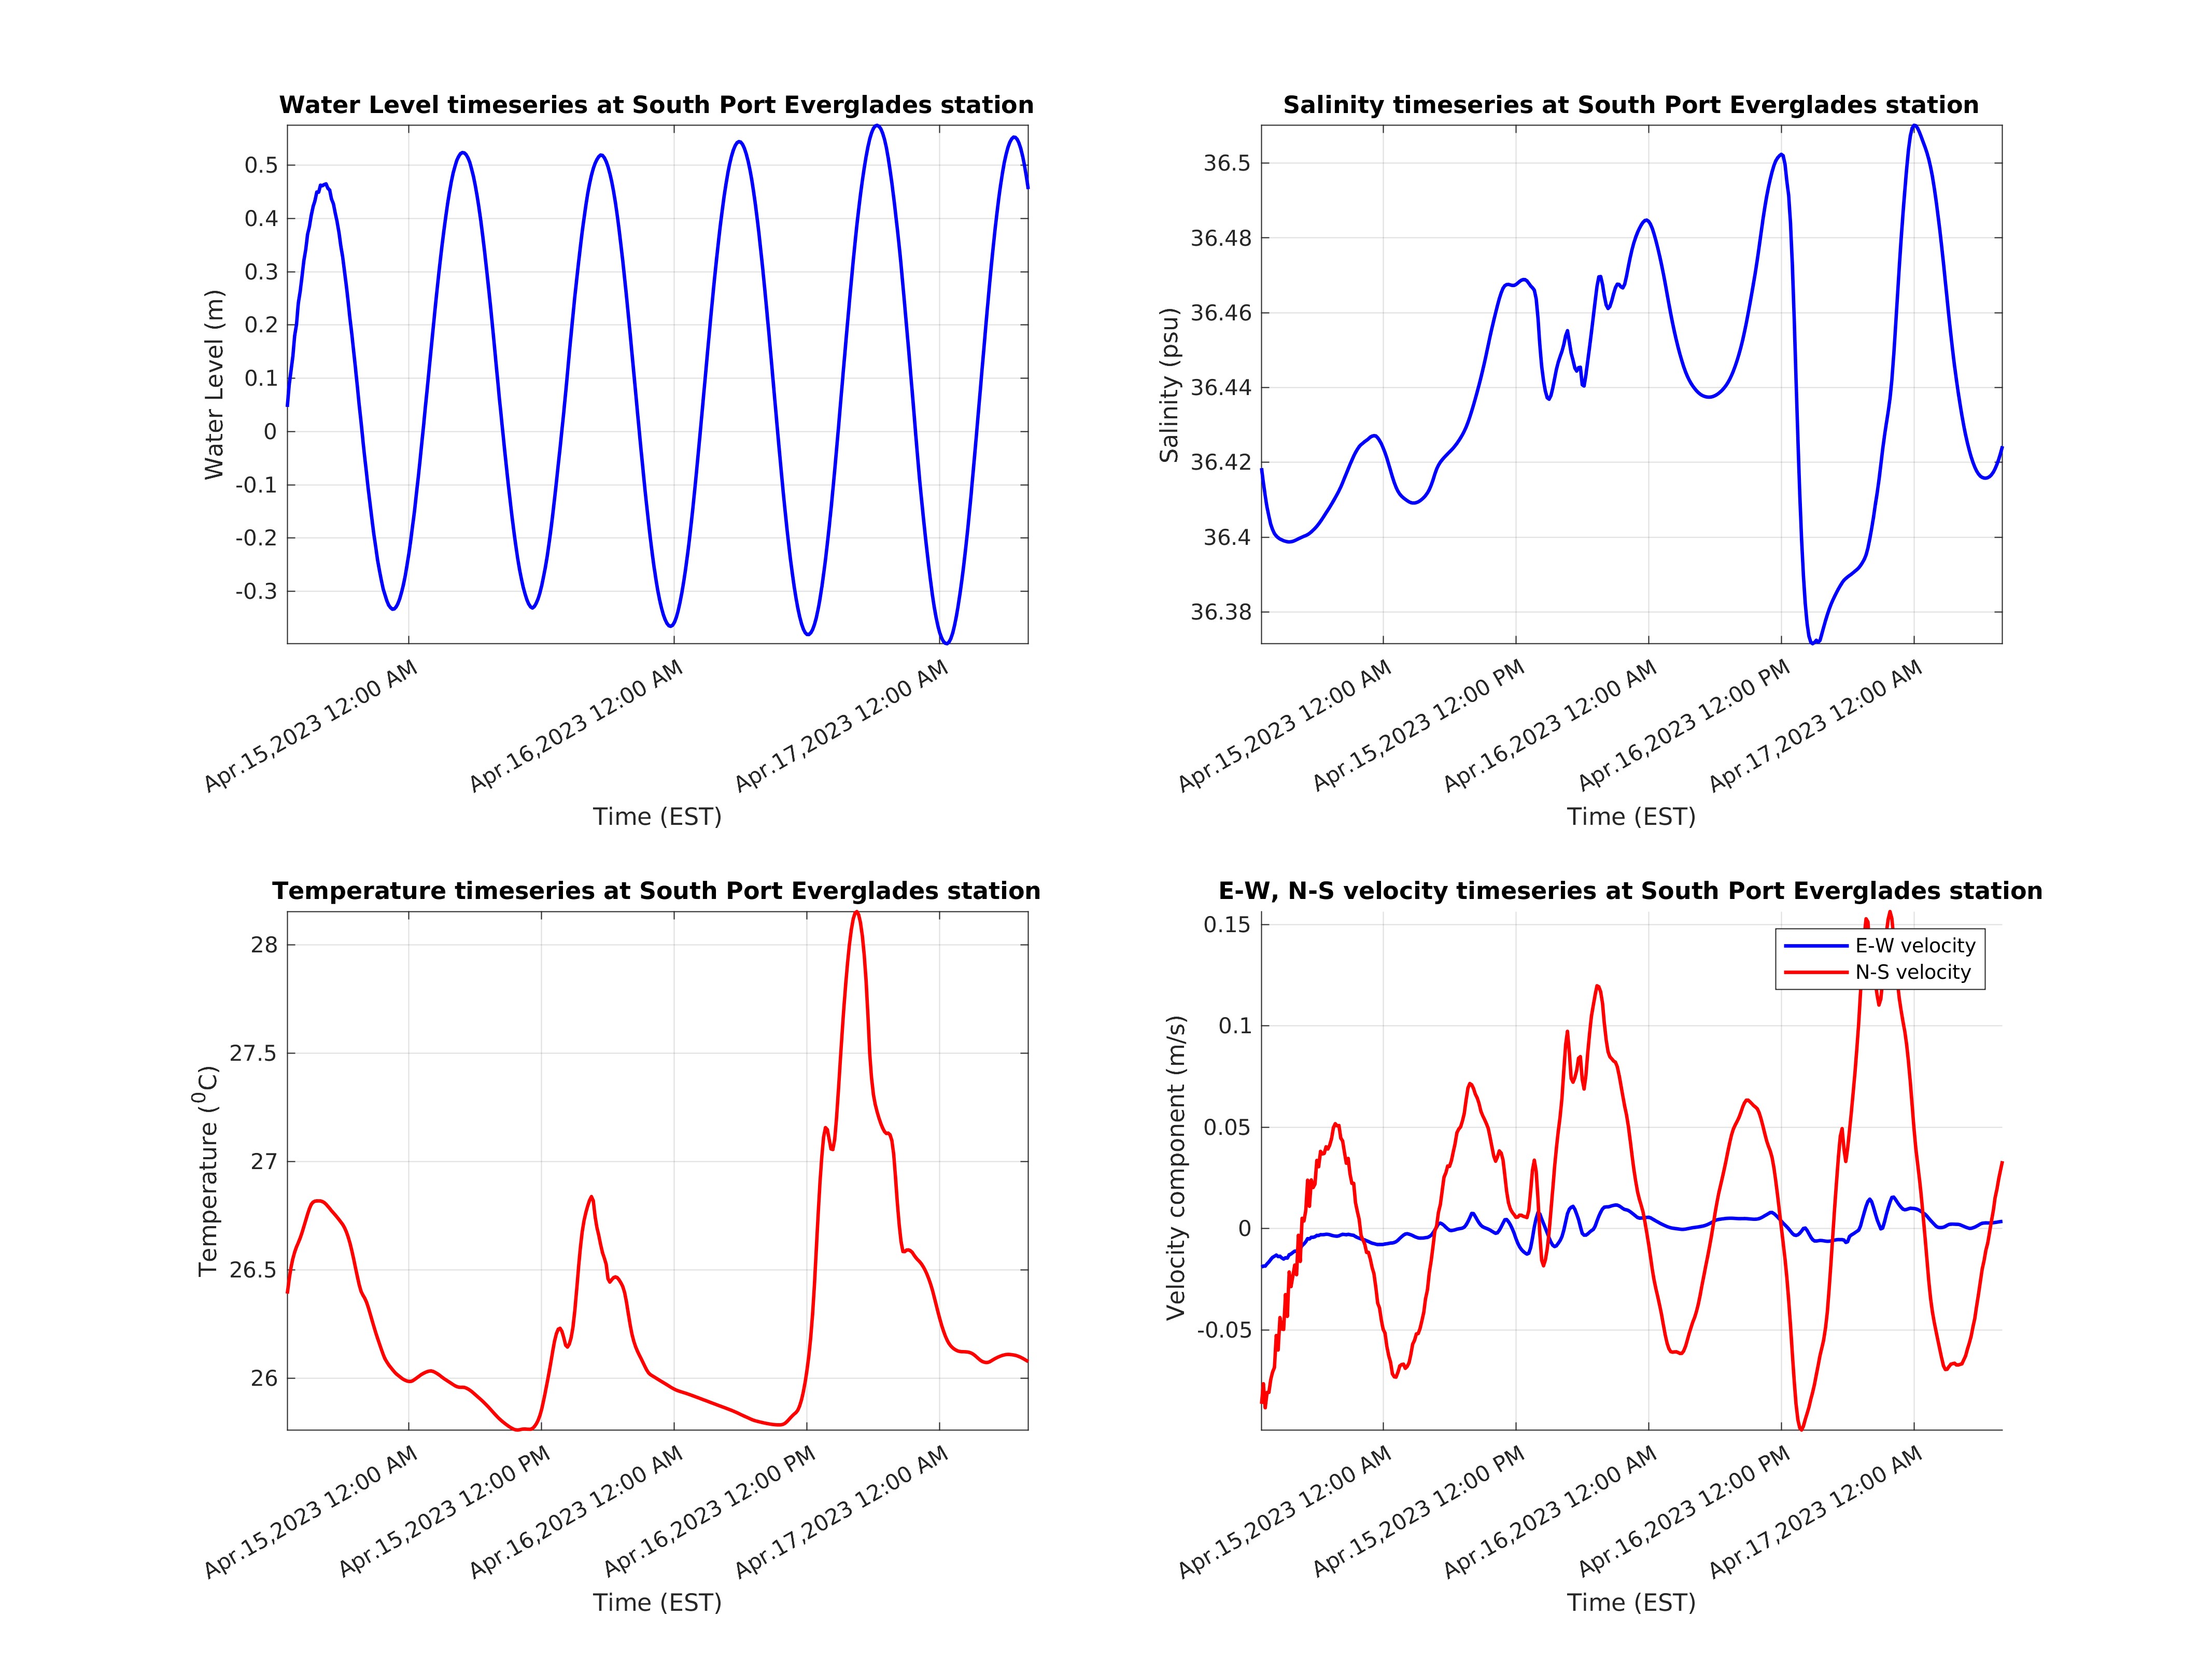 Water Level timeseries at South Port Everglades station
Water Level (m)
0.5
0.4
0.3
0.2
0.1
0
-0.1
-0.2
-0.3
Apr.15,2023 12:00 AM
Apr.16,2023 12:00 AM
Apr.17,2023 12:00 AM
Time (EST)
Salinity timeseries at South Port Everglades station
Salinity (psu)
36.5
36.48
36.46
36.44
36.42
36.4
36.38
Apr.15,2023 12:00 AM
Apr.15,2023 12:00 PM
Apr.16,2023 12:00 AM
Apr.16,2023 12:00 PM
Apr.17,2023 12:00 AM
Time (EST)
Temperature timeseries at South Port Everglades station
Temperature (⁰C)
28
27.5
27
26.5
26
Apr.15,2023 12:00 AM
Apr.15,2023 12:00 PM
Apr.16,2023 12:00 AM
Apr.16,2023 12:00 PM
Apr.17,2023 12:00 AM
Time (EST)
E-W, N-S velocity timeseries at South Port Everglades station
Velocity component (m/s)
0.15
0.1
0.05
0
-0.05
E-W velocity
N-S velocity
Apr.15,2023 12:00 AM
Apr.15,2023 12:00 PM
Apr.16,2023 12:00 AM
Apr.16,2023 12:00 PM
Apr.17,2023 12:00 AM
Time (EST)